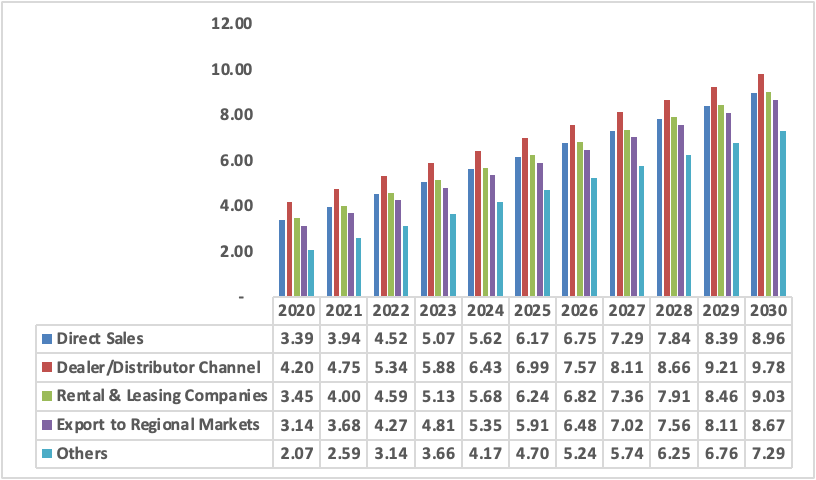 12.00
10.00
8.00
6.00
4.00
2.00
-
2020 2021 2022 2023 2024 2025 2026 2027 2028 2029 2030
Direct Sales 3.39 3.94 4.52 5.07 5.62 6.17 6.75 7.29 7.84 8.39 8.96
Dealer/Distributor Channel 4.20 4.75 5.34 5.88 6.43 6.99 7.57 8.11 8.66 9.21 9.78
Rental & Leasing Companies 3.45 4.00 4.59 5.13 5.68 6.24 6.82 7.36 7.91 8.46 9.03
Export to Regional Markets 3.14 3.68 4.27 4.81 5.35 5.91 6.48 7.02 7.56 8.11 8.67
Others 2.07 2.59 3.14 3.66 4.17 4.70 5.24 5.74 6.25 6.76 7.29